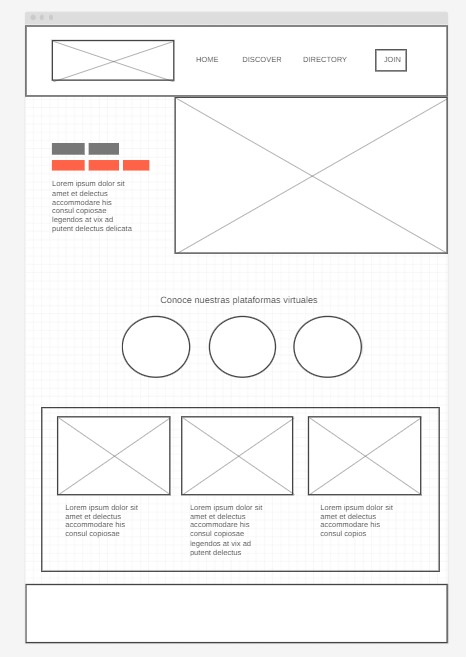 HOME DISCOVER DIRECTORY JOIN
Lorem ipsum dolor sit
amet et delectus
accommodare his
consul copiosae
legendos at vix ad
putent delectus delicata
Conoce nuestras plataformas virtuales
Lorem ipsum dolor sit
amet et delectus
accommodare his
consul copiosae
Lorem ipsum dolor sit
amet et delectus
accommodare his
consul copiosae
legendos at vix ad
putent delectus
Lorem ipsum dolor sit
amet et delectus
accommodare his
consul copios